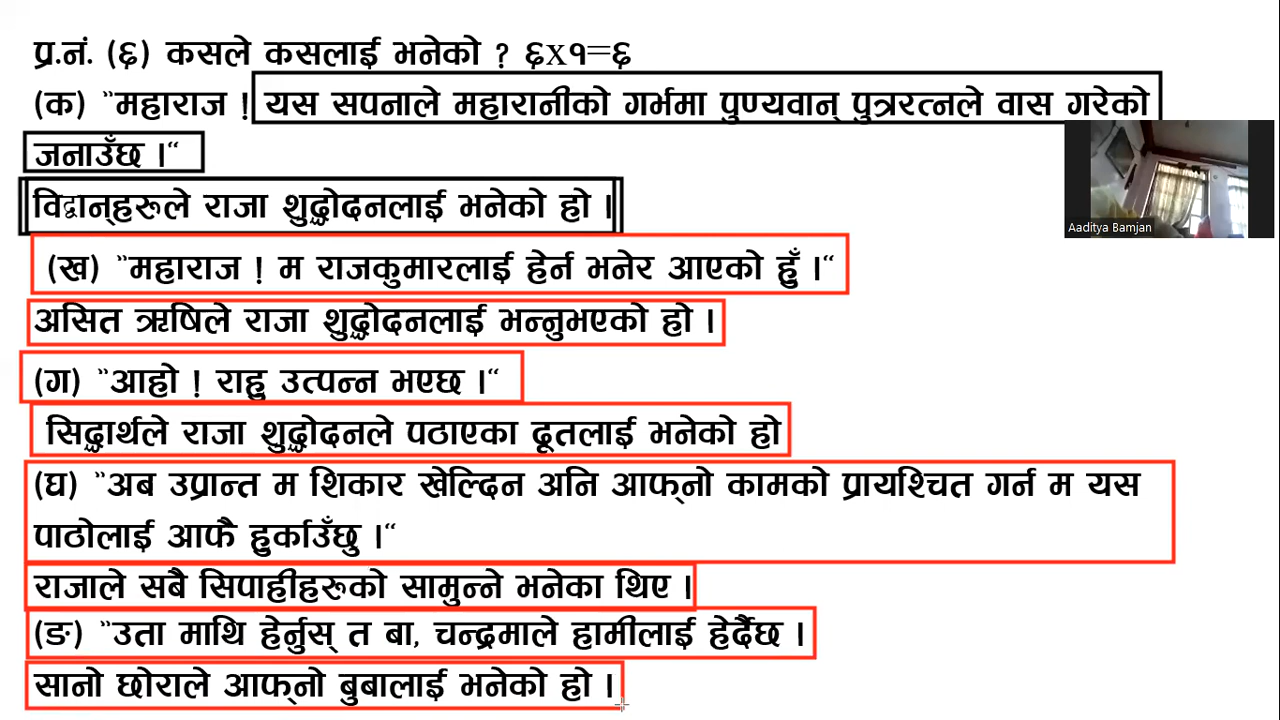 प्र.नं. (६) कसले कसलाई भनेको ? ६x१=६
(क) "महाराज ! यस सपनाले महारानीको गर्भमा पुण्यवान् पुत्ररत्नले वास गरेको
जनाउँछ ।“
विद्वान्हरूले राजा शुद्धोदनलाई भनेको हो ।
(ख) "महाराज ! म राजकुमारलाई हेर्न भनेर आएको हुँ ।“
असित ऋषिले राजा शुद्धोदनलाई भन्नुभएको हो ।
(ग) "आहो ! राहु उत्पन्न भएछ ।“
सिद्धार्थले राजा शुद्धोदनले पठाएका दूतलाई भनेको हो
(घ) "अब उप्रान्त म शिकार खेल्दिन अनि आफ्नो कामको प्रायश्चित गर्न म यस
पाठोलाई आफै हुर्काउँछु ।“
राजाले सबै सिपाहीहरूको सामुन्ने भनेका थिए ।
(ङ) "उता माथि हेर्नुस् त बा, चन्द्रमाले हामीलाई हेर्दैछ ।
सानो छोराले आफ्नो बुबालाई भनेको हो ।
Aaditya Bamjan